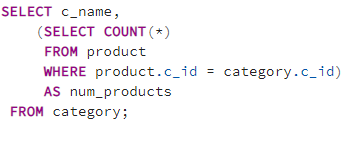 SELECT c_name,
    (SELECT COUNT(*)
     FROM product
     WHERE product.c_id = category.c_id)
     AS num_products
 FROM category;